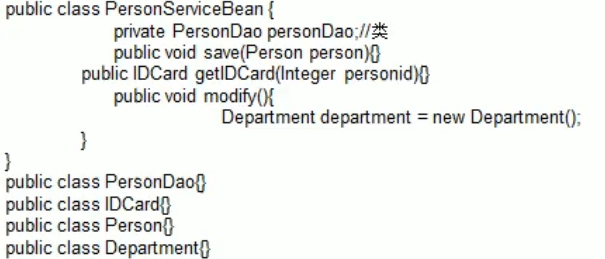 public class PersonServiceBean {
private PersonDao personDao;//类
public void save(Person person){}
public IDCard getIDCard(Integer personid){}
public void modify(){
Department department = new Department();
}
}
public class PersonDao{}
public class IDCard{}
public class Person{}
public class Department{}